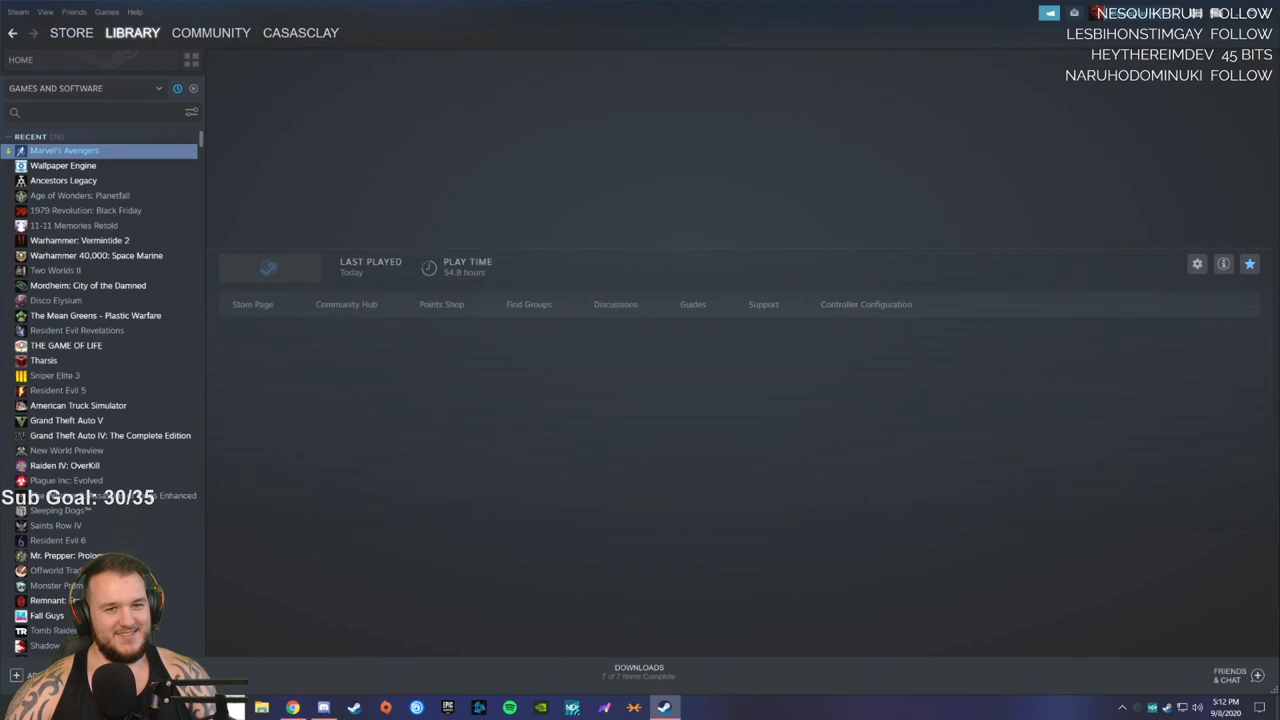 Steam View Friends Games Help
STORE LIBRARY COMMUNITY CASASCLAY
FOLLOW
LESBIHONSTIMGAY FOLLOW
HEYTHEREIMDEV 45 BITS
NARUHODOMINUKI FOLLOW
HOME
GAMES AND SOFTWARE
RECENT (76)
Marvel's Avengers
Wallpaper Engine
Ancestors Legacy
Age of Wonders: Planetfall
1979 Revolution: Black Friday
11-11 Memories Retold
Warhammer: Vermintide 2
Warhammer 40,000: Space Marine
Two Worlds II
Mordheim: City of the Damned
Disco Elysium
The Mean Greens - Plastic Warfare
Resident Evil Revelations
THE GAME OF LIFE
Tharsis
Sniper Elite 3
Resident Evil 5
American Truck Simulator
Grand Theft Auto V
Grand Theft Auto IV: The Complete Edition
New World Preview
Raiden IV: OverKill
Plague Inc: Evolved
Enhanced
Sub Goal: 30/35
Sleeping Dogs™
Saints Row IV
Resident Evil 6
Mr. Prepper: Prolog
Offworld Trad
Monster Prom
Remnant: Fr
Fall Guys
Tomb Raider
Shadow
LAST PLAYED
Today
PLAY TIME
54.8 hours
Store Page Community Hub Points Shop Find Groups Discussions Guides Support Controller Configuration
DOWNLOADS
7 of 7 Items Complete
FRIENDS
& CHAT
5:12 PM
9/8/2020